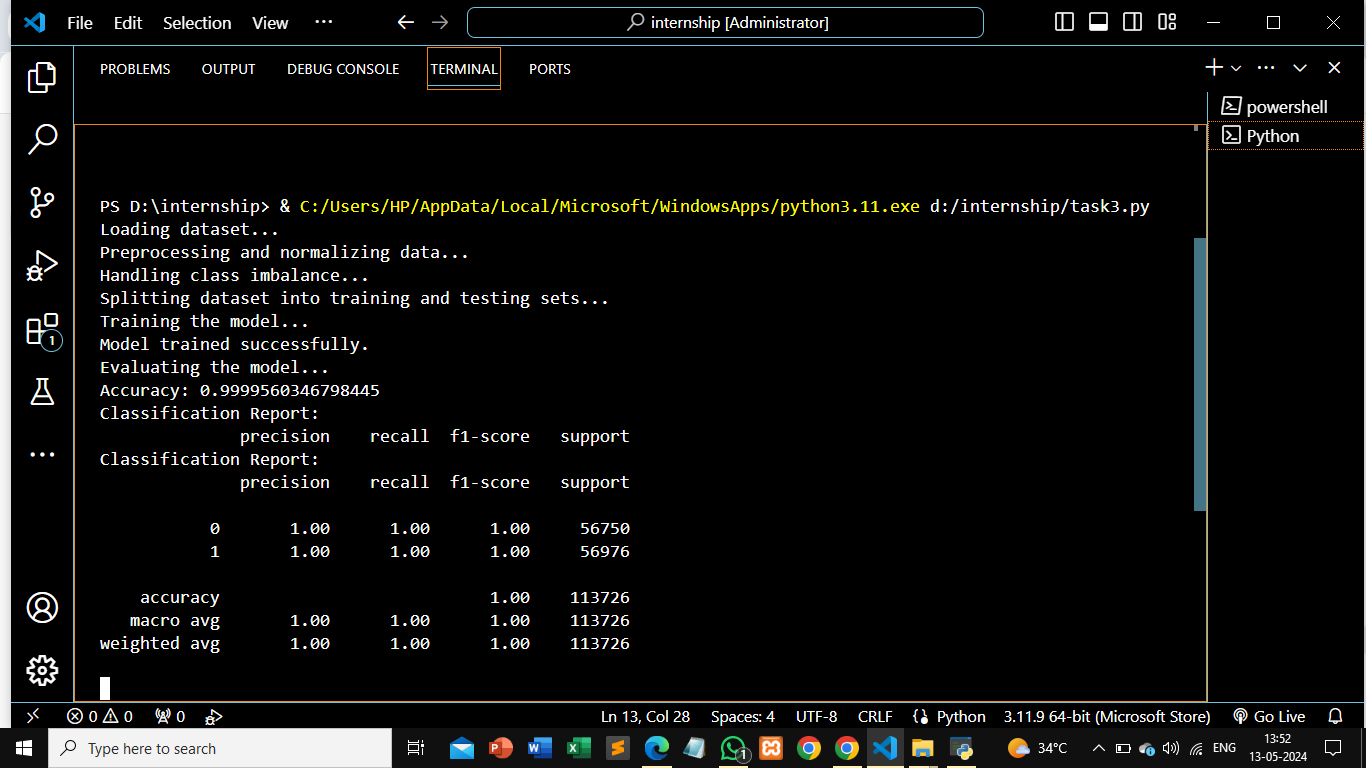 File Edit Selection View ··· internship [Administrator]
PROBLEMS OUTPUT DEBUG CONSOLE TERMINAL PORTS
powershell
Python
PS D:\internship> & C:/Users/HP/AppData/Local/Microsoft/WindowsApps/python3.11.exe d:/internship/task3.py
Loading dataset...
Preprocessing and normalizing data...
Handling class imbalance...
Splitting dataset into training and testing sets...
Training the model...
Model trained successfully.
Evaluating the model...
Accuracy: 0.9999560346798445
Classification Report:
precision recall f1-score support
Classification Report:
precision recall f1-score support
0 1.00 1.00 1.00 56750
1 1.00 1.00 1.00 56976
accuracy 1.00 113726
macro avg 1.00 1.00 1.00 113726
weighted avg 1.00 1.00 1.00 113726
1
0 0 0 Ln 13, Col 28 Spaces: 4 UTF-8 CRLF Python 3.11.9 64-bit (Microsoft Store) Go Live
Type here to search 1 34°C ENG 13:52
13-05-2024